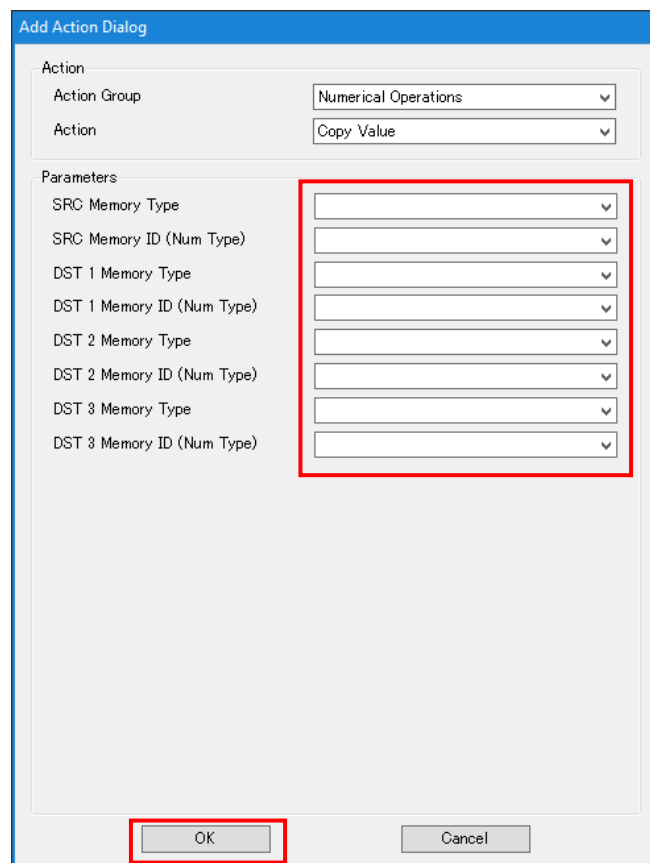 Add Action Dialog
Action
Action Group Numerical Operations
Action Copy Value
Parameters
SRC Memory Type
SRC Memory ID (Num Type)
DST 1 Memory Type
DST 1 Memory ID (Num Type)
DST 2 Memory Type
DST 2 Memory ID (Num Type)
DST 3 Memory Type
DST 3 Memory ID (Num Type)
OK Cancel